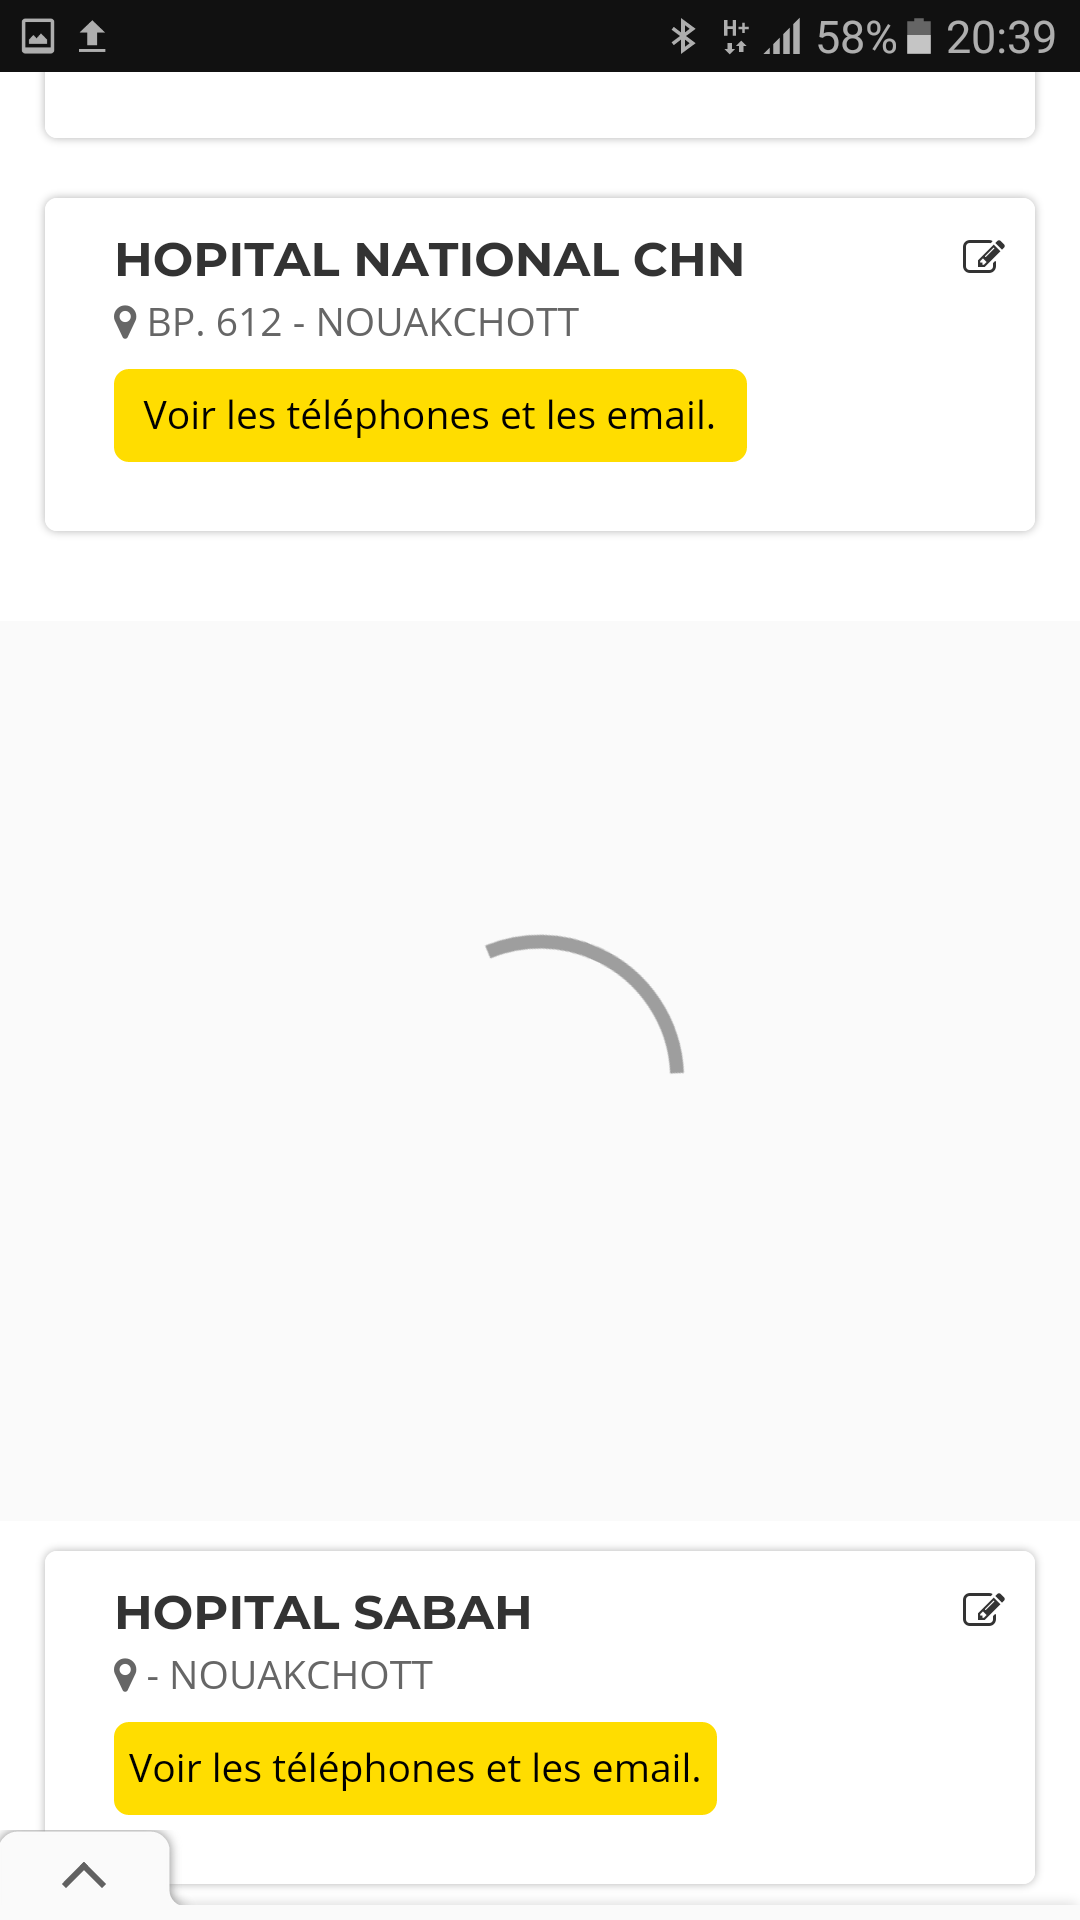 H+ 58% 20:39
HOPITAL NATIONAL CHN
BP. 612 - NOUAKCHOTT
Voir les téléphones et les email.
HOPITAL SABAH
- NOUAKCHOTT
Voir les téléphones et les email.